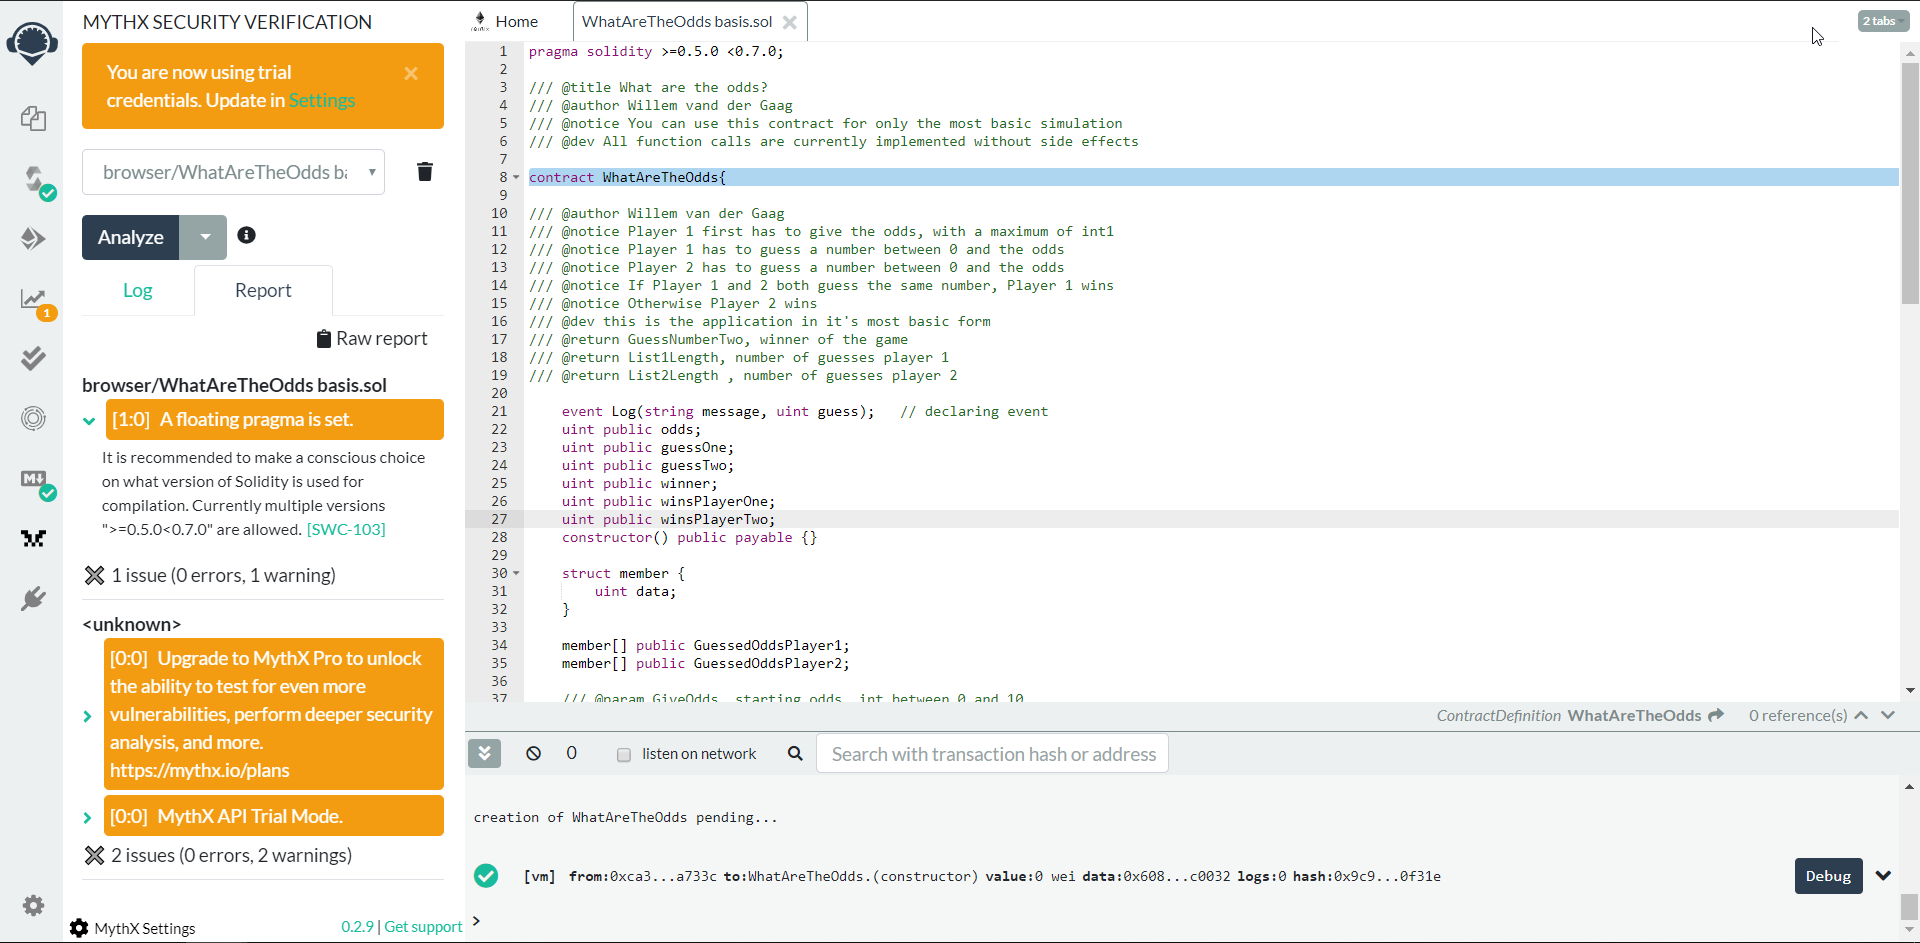 MYTHX SECURITY VERIFICATION
You are now using trial
credentials. Update in Settings
×
browser/WhatAreTheOdds ba
Analyze
Log
Report
Raw report
browser/WhatAreTheOdds basis.sol
[1:0] A floating pragma is set.
It is recommended to make a conscious choice
on what version of Solidity is used for
compilation. Currently multiple versions
">=0.5.0<0.7.0" are allowed. [SWC-103]
1 issue (0 errors, 1 warning)
<unknown>
[0:0] Upgrade to MythX Pro to unlock
the ability to test for even more
vulnerabilities, perform deeper security
analysis, and more.
https://mythx.io/plans
[0:0] MythX API Trial Mode.
2 issues (0 errors, 2 warnings)
MythX Settings
0.2.9 | Get support
1
M
Home
WhatAreTheOdds basis.sol
2 tabs
1 pragma solidity >=0.5.0 <0.7.0;
2
3 /// @title What are the odds?
4 /// @author Willem vand der Gaag
5 /// @notice You can use this contract for only the most basic simulation
6 /// @dev All function calls are currently implemented without side effects
7
8 contract WhatAreTheOdds{
9
10 /// @author Willem van der Gaag
11 /// @notice Player 1 first has to give the odds, with a maximum of int1
12 /// @notice Player 1 has to guess a number between 0 and the odds
13 /// @notice Player 2 has to guess a number between 0 and the odds
14 /// @notice If Player 1 and 2 both guess the same number, Player 1 wins
15 /// @notice Otherwise Player 2 wins
16 /// @dev this is the application in it's most basic form
17 /// @return GuessNumberTwo, winner of the game
18 /// @return List1Length, number of guesses player 1
19 /// @return List2Length , number of guesses player 2
20
21 event Log(string message, uint guess); // declaring event
22 uint public odds;
23 uint public guessOne;
24 uint public guessTwo;
25 uint public winner;
26 uint public winsPlayerOne;
27 uint public winsPlayerTwo;
28 constructor() public payable {}
29
30 struct member {
31 uint data;
32 }
33
34 member[] public GuessedOddsPlayer1;
35 member[] public GuessedOddsPlayer2;
36
37 /// @param GiveOdds, starting odds, int between 0 and 10
ContractDefinition WhatAreTheOdds 0 reference(s)
0 listen on network Search with transaction hash or address
creation of WhatAreTheOdds pending...
[vm] from:0xca3...a733c to:WhatAreTheOdds.(constructor) value:0 wei data:0x608...c0032 logs:0 hash:0x9c9...0f31e
Debug
>